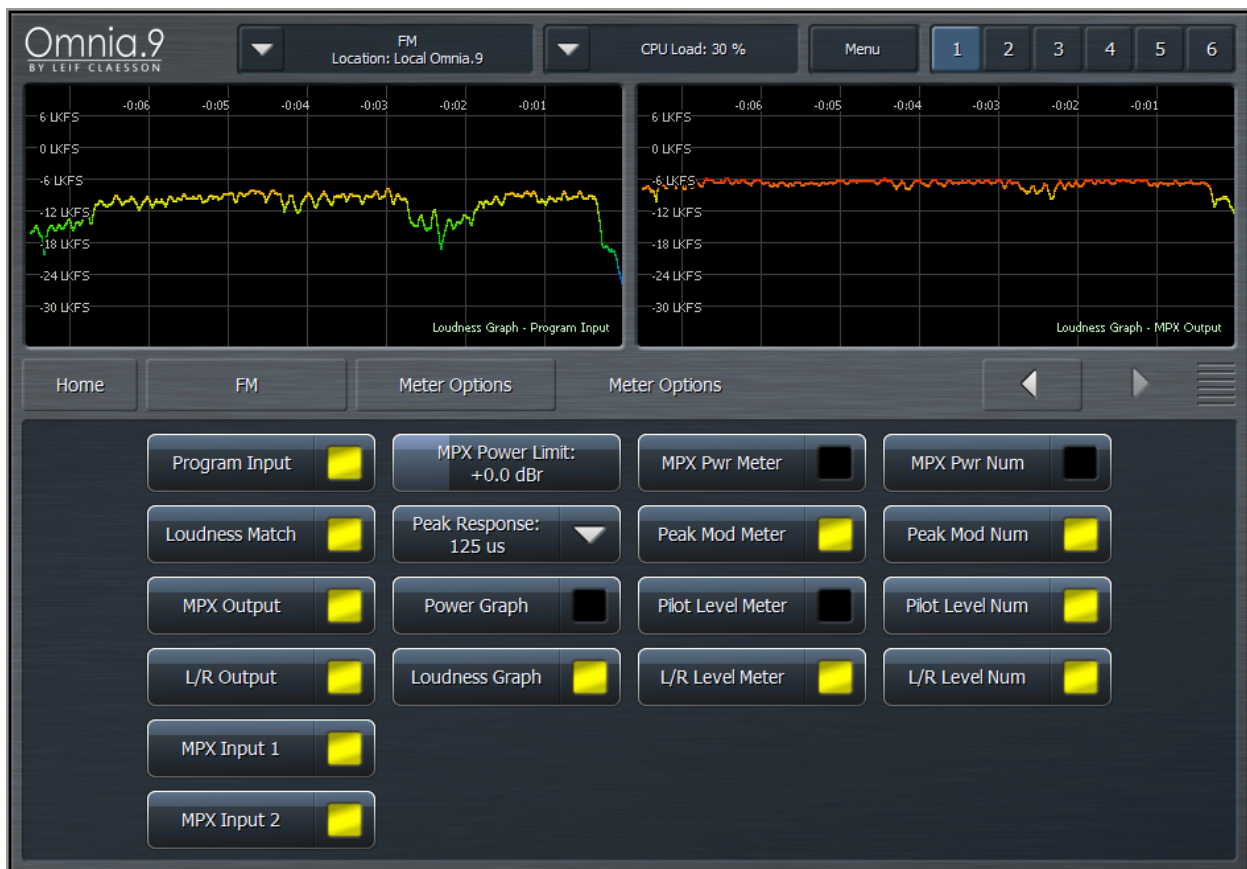 Omnia.9
BY LEIF CLAESSON
FM
Location: Local Omnia.9
CPU Load: 30 %
Menu
1 2 3 4 5 6
-0:06 -0:05 -0:04 -0:03 -0:02 -0:01
6 LKFS
0 LKFS
-6 LKFS
-12 LKFS
-18 LKFS
-24 LKFS
-30 LKFS
Loudness Graph - Program Input
-0:06 -0:05 -0:04 -0:03 -0:02 -0:01
6 LKFS
0 LKFS
-6 LKFS
-12 LKFS
-18 LKFS
-24 LKFS
-30 LKFS
Loudness Graph - MPX Output
Home FM Meter Options Meter Options
Program Input
MPX Power Limit:
+0.0 dBr
MPX Pwr Meter
MPX Pwr Num
Loudness Match
Peak Response:
125 us
Peak Mod Meter
Peak Mod Num
MPX Output
Power Graph
Pilot Level Meter
Pilot Level Num
L/R Output
Loudness Graph
L/R Level Meter
L/R Level Num
MPX Input 1
MPX Input 2